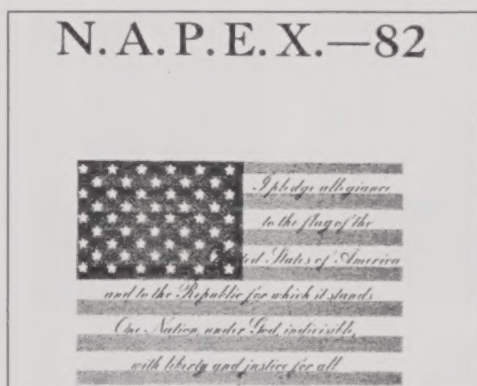 N.A.P.E.X.—82
I pledge allegiance
to the flag of the
United States of America
and to the Republic for which it stands
One Nation, under God, indivisible,
with liberty and justice for all